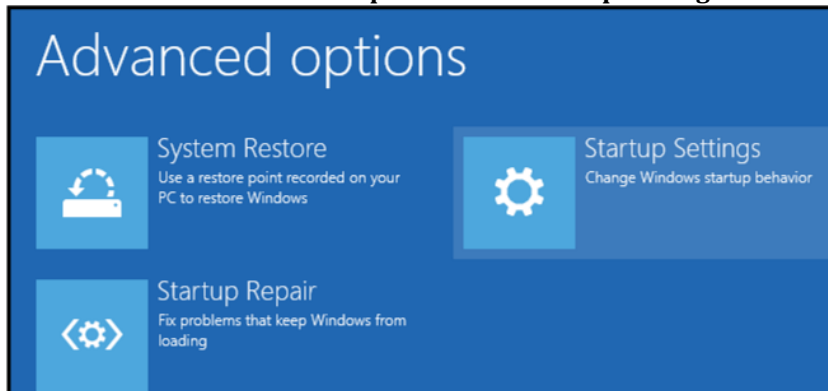 Advanced options
System Restore
Use a restore point recorded on your
PC to restore Windows
Startup Settings
Change Windows startup behavior
Startup Repair
Fix problems that keep Windows from
loading